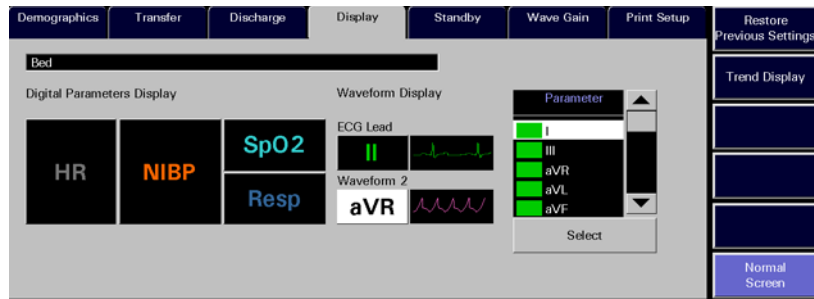 Demographics
Transfer
Discharge
Display
Standby
Wave Gain
Print Setup
Restore
Previous Settings
Bed
Trend Display
Digital Parameters Display
Waveform Display
Parameter
HR
NIBP
SpO2
Resp
ECG Lead
II
Waveform 2
aVR
I
III
aVR
aVL
aVF
Select
Normal
Screen